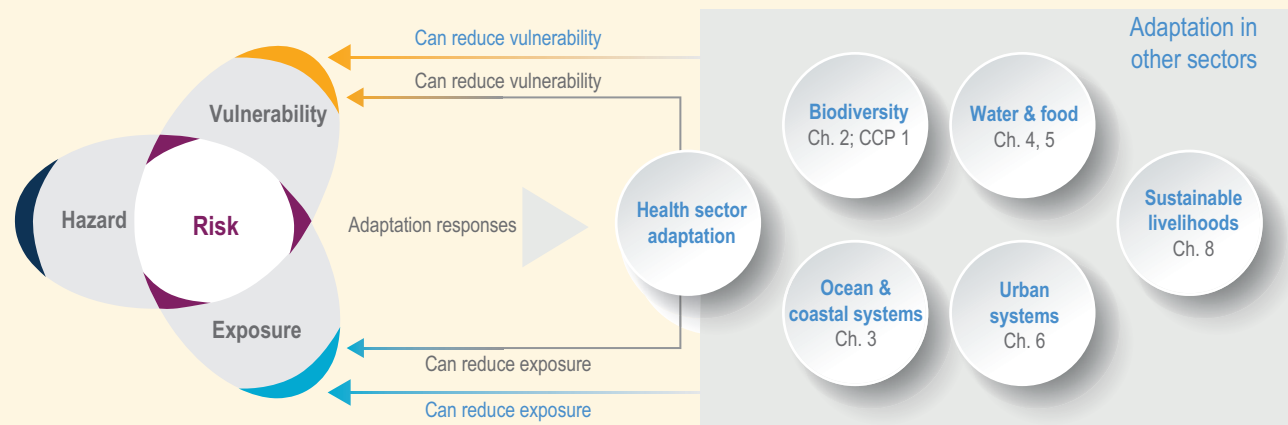 Can reduce vulnerability
Can reduce vulnerability
Vulnerability
Hazard
Risk
Exposure
Adaptation responses
Can reduce exposure
Can reduce exposure
Health sector
adaptation
Adaptation in
other sectors
Biodiversity
Ch. 2; CCP 1
Water & food
Ch. 4, 5
Sustainable
livelihoods
Ch. 8
Ocean &
coastal systems
Ch. 3
Urban
systems
Ch. 6